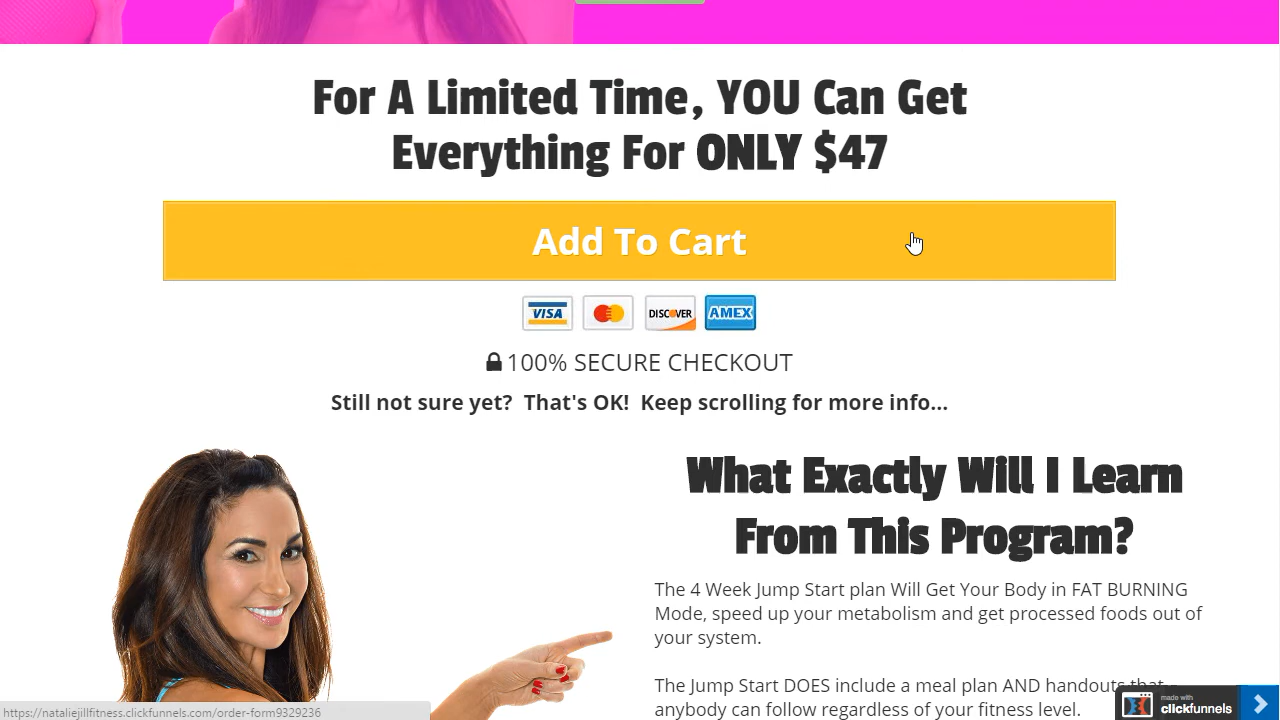 For A Limited Time, YOU Can Get
Everything For ONLY $47
Add To Cart
VISA
DISCOVER
AMEX
100% SECURE CHECKOUT
Still not sure yet? That's OK! Keep scrolling for more info...
What Exactly Will I Learn
From This Program?
The 4 Week Jump Start plan Will Get Your Body in FAT BURNING
Mode, speed up your metabolism and get processed foods out of
your system.
The Jump Start DOES include a meal plan AND handouts that
anybody can follow regardless of your fitness level.
made with
clickfunnels
https://nataliejillfitness.clickfunnels.com/order-form9329236